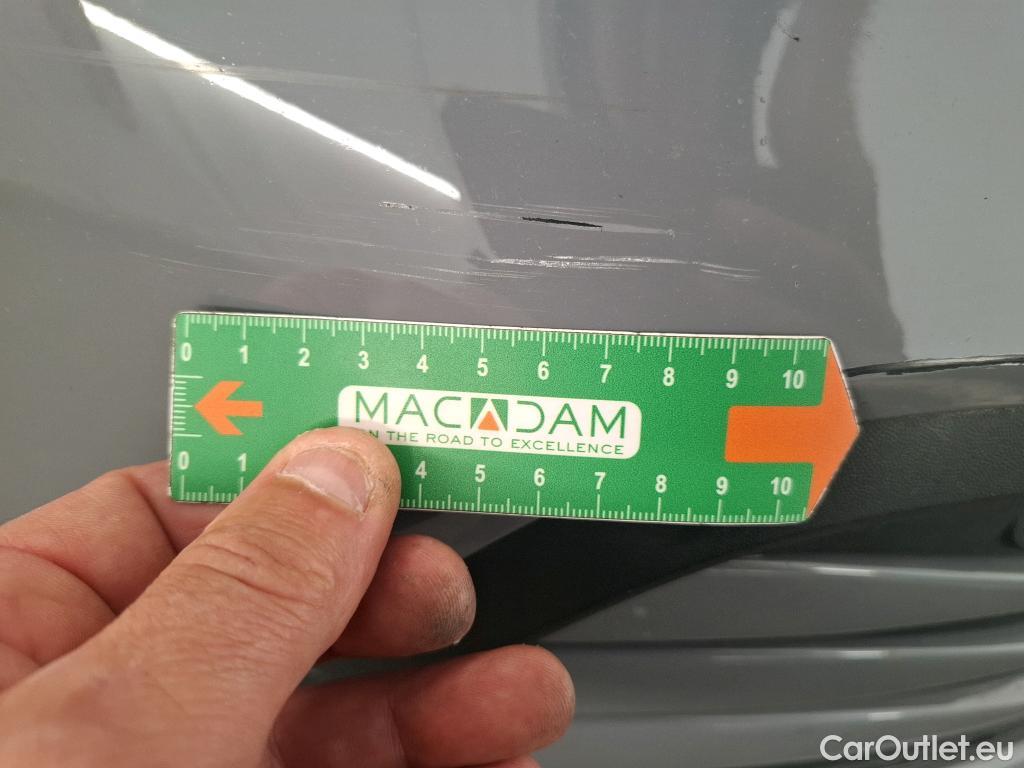 0 1 2 3 4 5 6 7 8 9 10
MACADAM
N THE ROAD TO EXCELLENCE
0 1 4 5 6 7 8 9 10
CarOutlet.eu